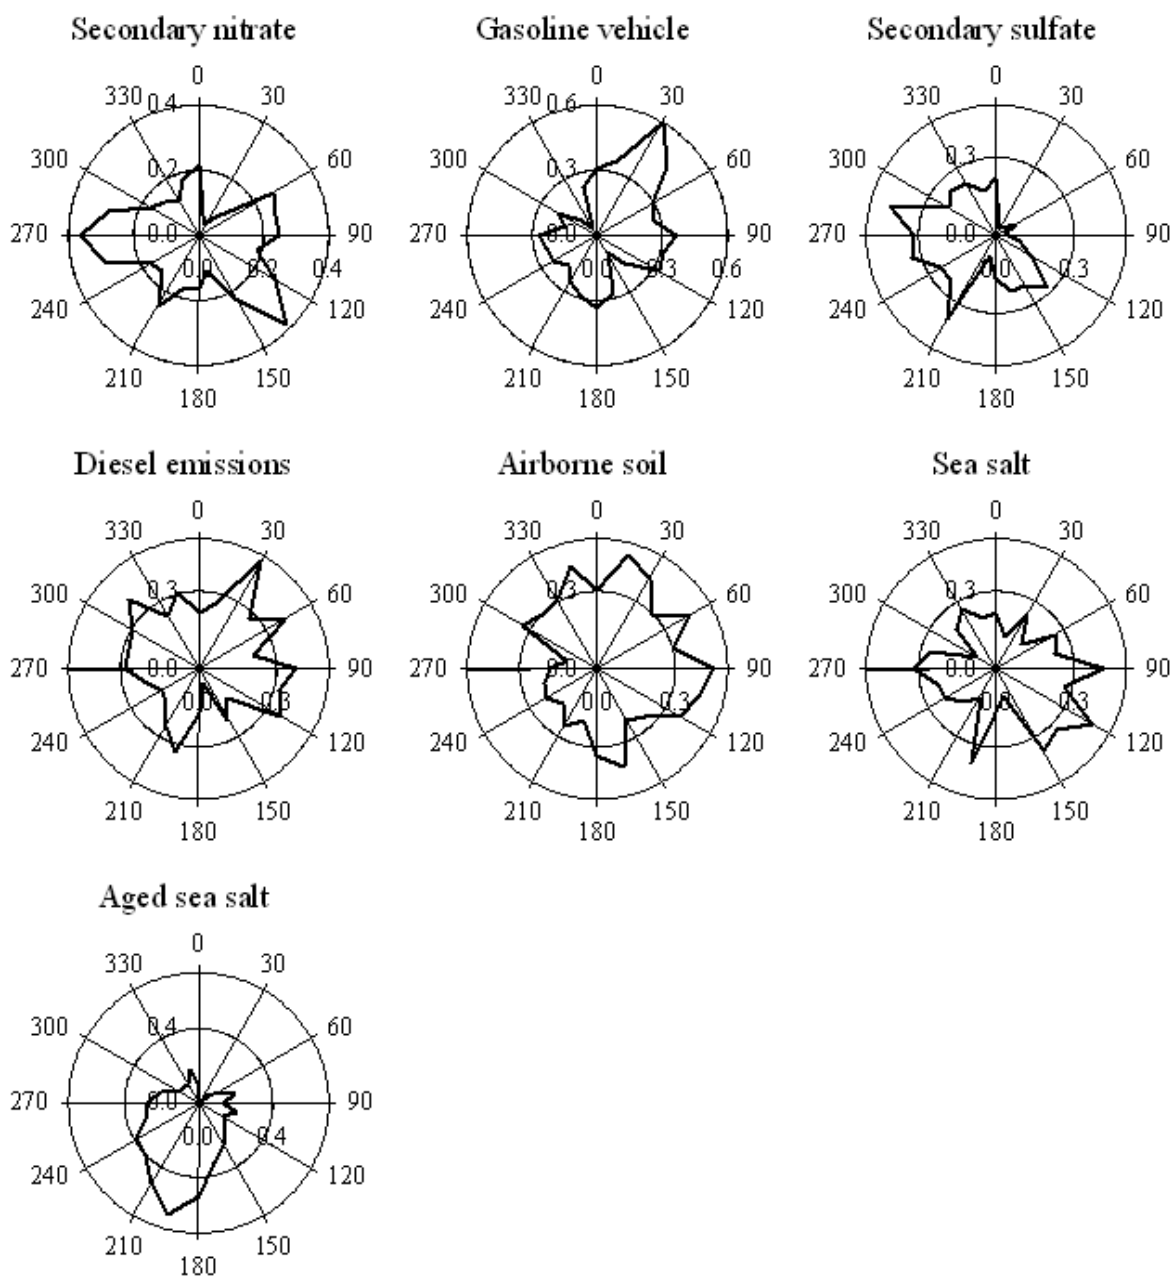 Secondary nitrate Gasoline vehicle Secondary sulfate
0 0 0
330 0.4 30 330 0.6 30 330 30
300 0.2 60 300 0.3 60 300 0.3 60
270 0.0 90 270 0.0 90 270 0.0 90
0.0 0.2 0.4 0.0 0.3 0.6 0.0 0.3
240 120 240 120 240 120
210 150 210 150 210 150
180 180 180
Diesel emissions Airborne soil Sea salt
0 0 0
330 30 330 30 330 30
300 0.3 60 300 0.3 60 300 0.3 60
270 0.0 90 270 0.0 90 270 0.0 90
0.0 0.3 0.0 0.3 0.0 0.3
240 120 240 120 240 120
210 150 210 150 210 150
180 180 180
Aged sea salt
0
330 30
300 0.4 60
270 0.0 90
0.0 0.4
240 120
210 150
180